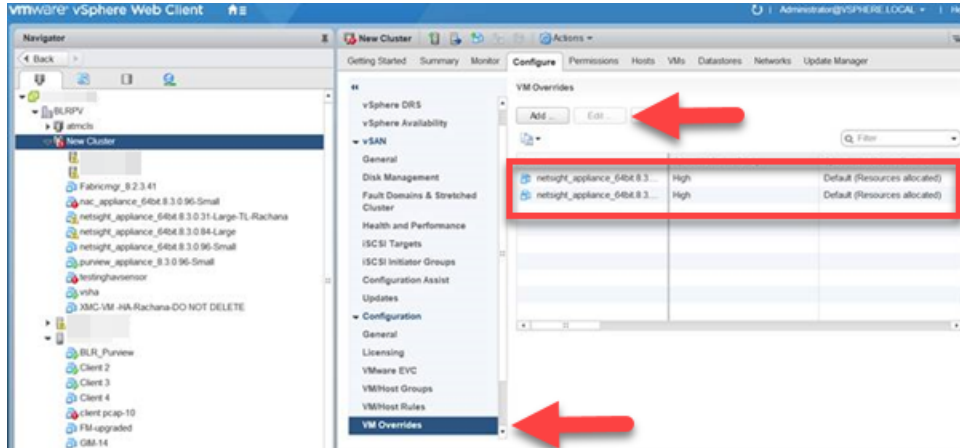 vmware vSphere Web Client
Administrator@VSPHERE.LOCAL
Navigator
Back
BLRPV
atmcls
New Cluster
Fabricmgr_8.2.3.41
nac_appliance_64bit.8.3.0.96-Small
netsight_appliance_64bit.8.3.0.31-Large-TL-Rachana
netsight_appliance_64bit.8.3.0.84-Large
netsight_appliance_64bit.8.3.0.96-Small
purview_appliance_8.3.0.96-Small
testinghavsensor
vsha
XMC-VM -HA-Rachana-DO NOT DELETE
BLR_Purview
Client 2
Client 3
Client 4
client pcap-10
FM-upgraded
GIM-14
New Cluster
Actions
Getting Started Summary Monitor Configure Permissions Hosts VMs Datastores Networks Update Manager
vSphere DRS
vSphere Availability
vSAN
General
Disk Management
Fault Domains & Stretched
Cluster
Health and Performance
iSCSI Targets
iSCSI Initiator Groups
Configuration Assist
Updates
Configuration
General
Licensing
VMware EVC
VM/Host Groups
VM/Host Rules
VM Overrides
VM Overrides
Add ... Edit ...
Filter
netsight_appliance_64bit.8.3... High Default (Resources allocated)
netsight_appliance_64bit.8.3... High Default (Resources allocated)